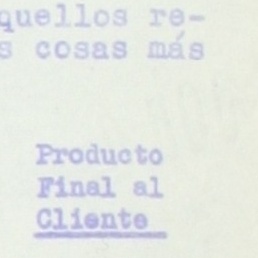 quellos re-
s cosas más
Producto
Final al
Cliente